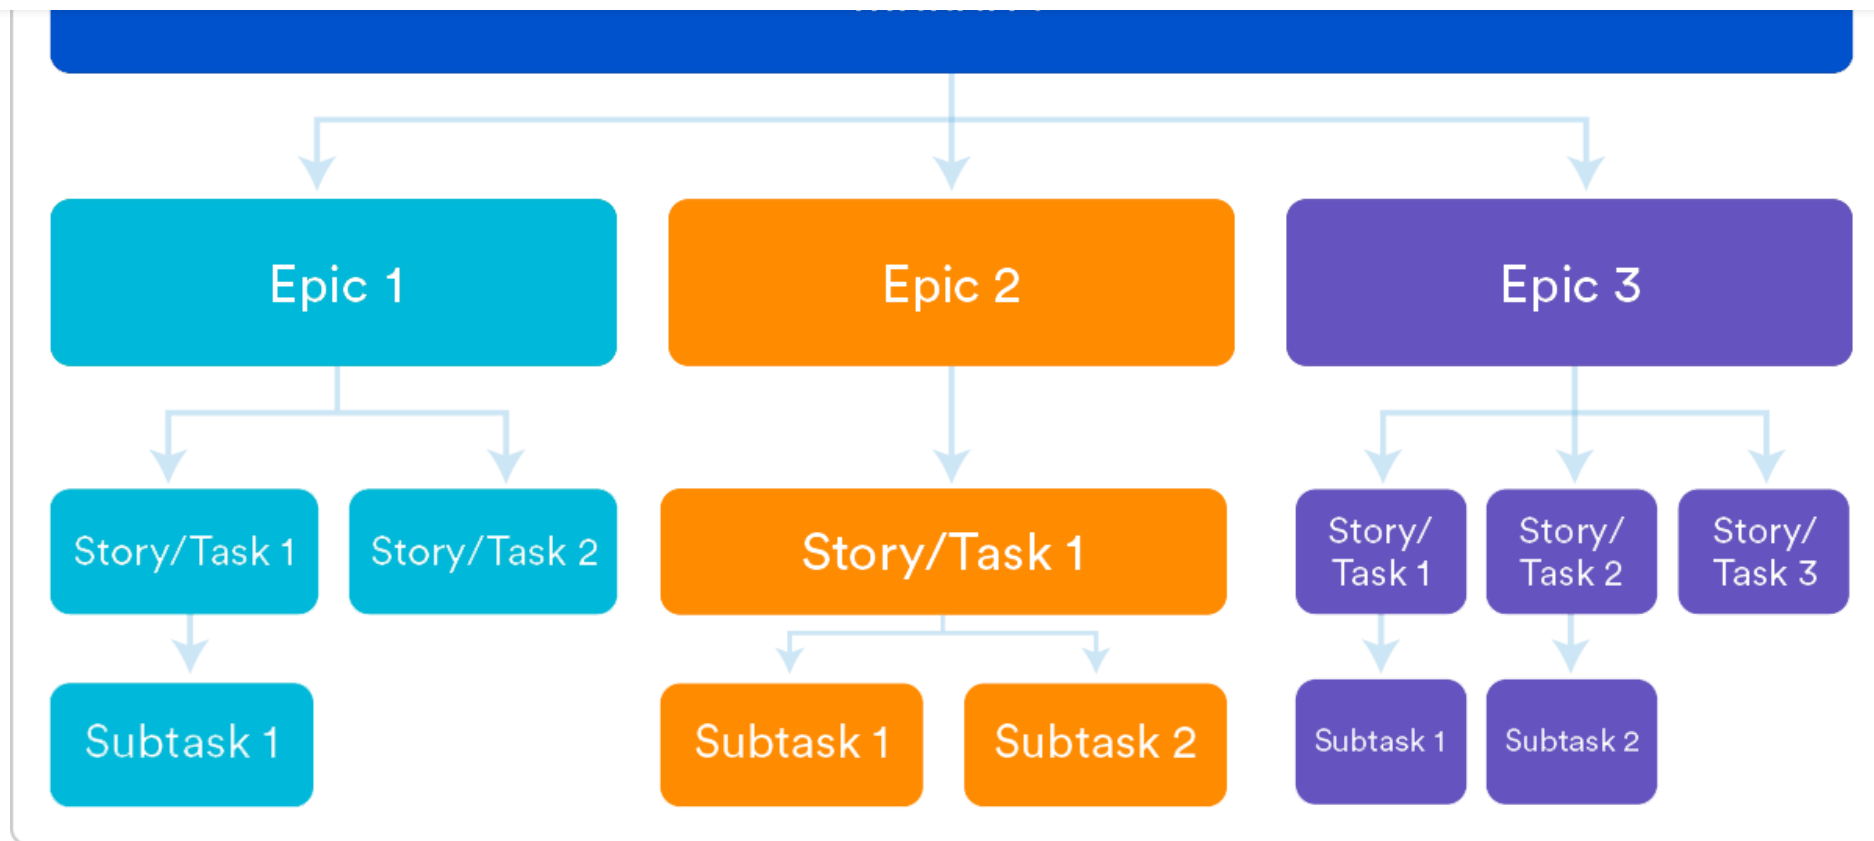 Epic 1
Epic 2
Epic 3
Story/Task 1
Story/Task 2
Story/Task 1
Story/
Task 1
Story/
Task 2
Story/
Task 3
Subtask 1
Subtask 1
Subtask 2
Subtask 1
Subtask 2